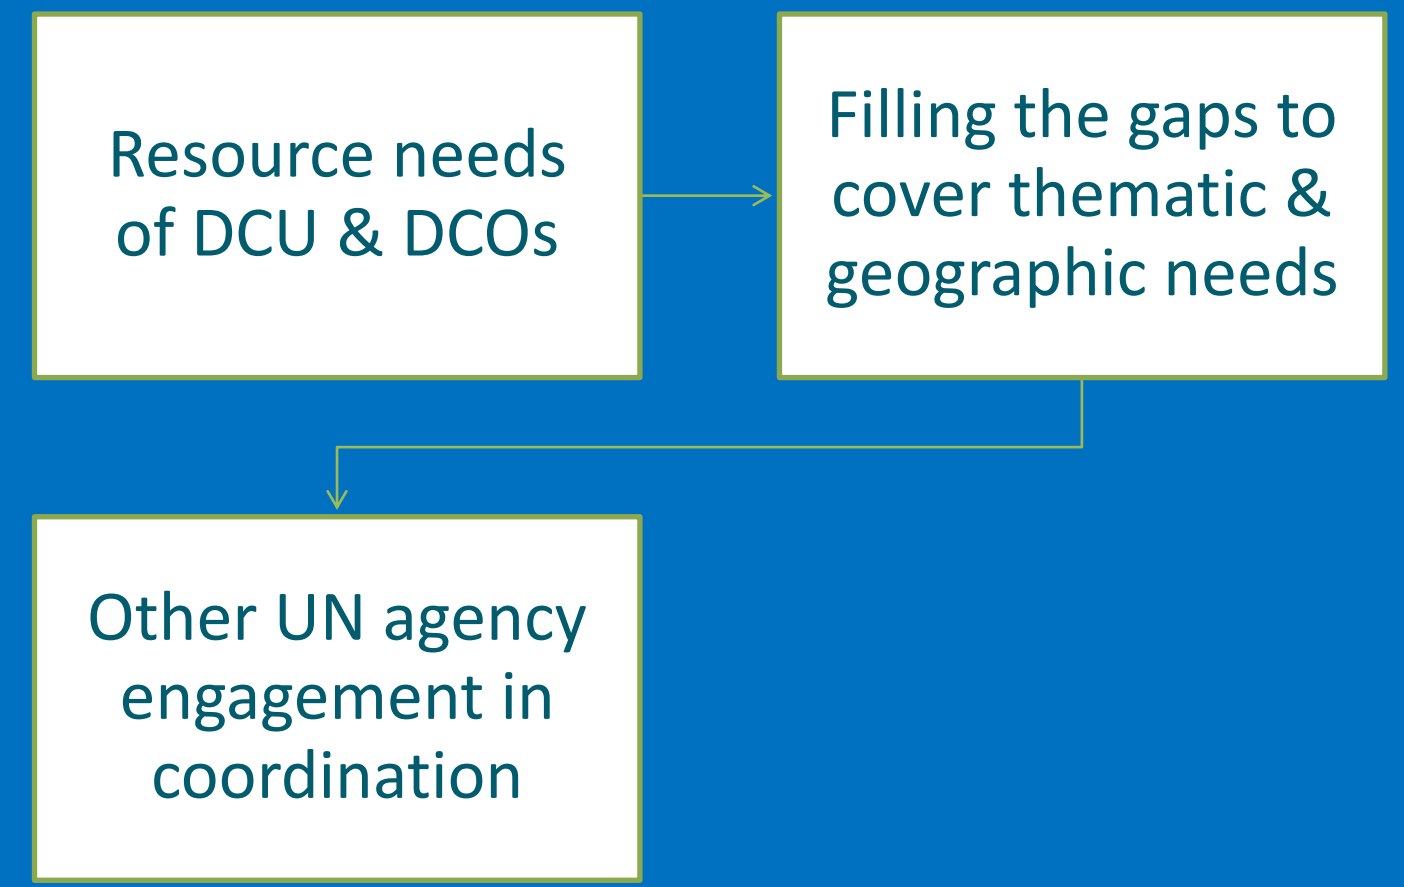 Resource needs
of DCU & DCOs
Filling the gaps to
cover thematic &
geographic needs
Other UN agency
engagement in
coordination